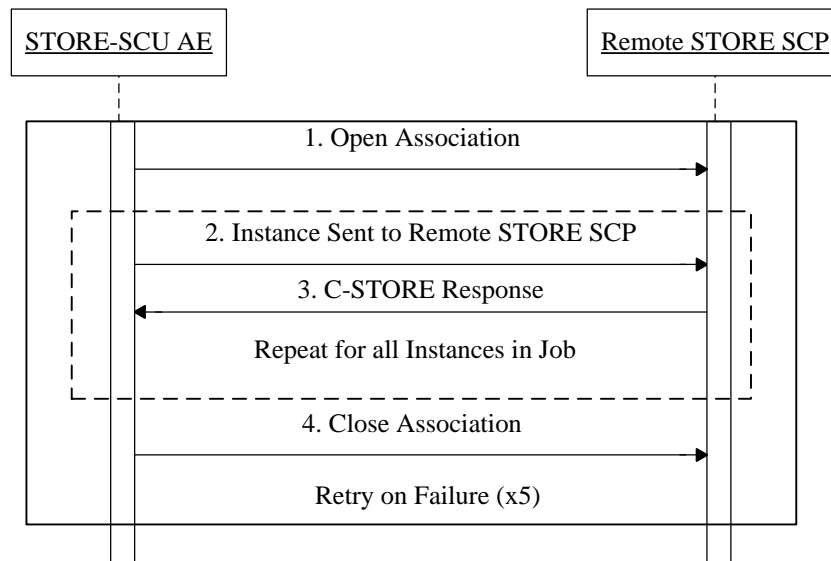 STORE-SCU AE
Remote STORE SCP
1. Open Association
2. Instance Sent to Remote STORE SCP
3. C-STORE Response
Repeat for all Instances in Job
4. Close Association
Retry on Failure (x5)